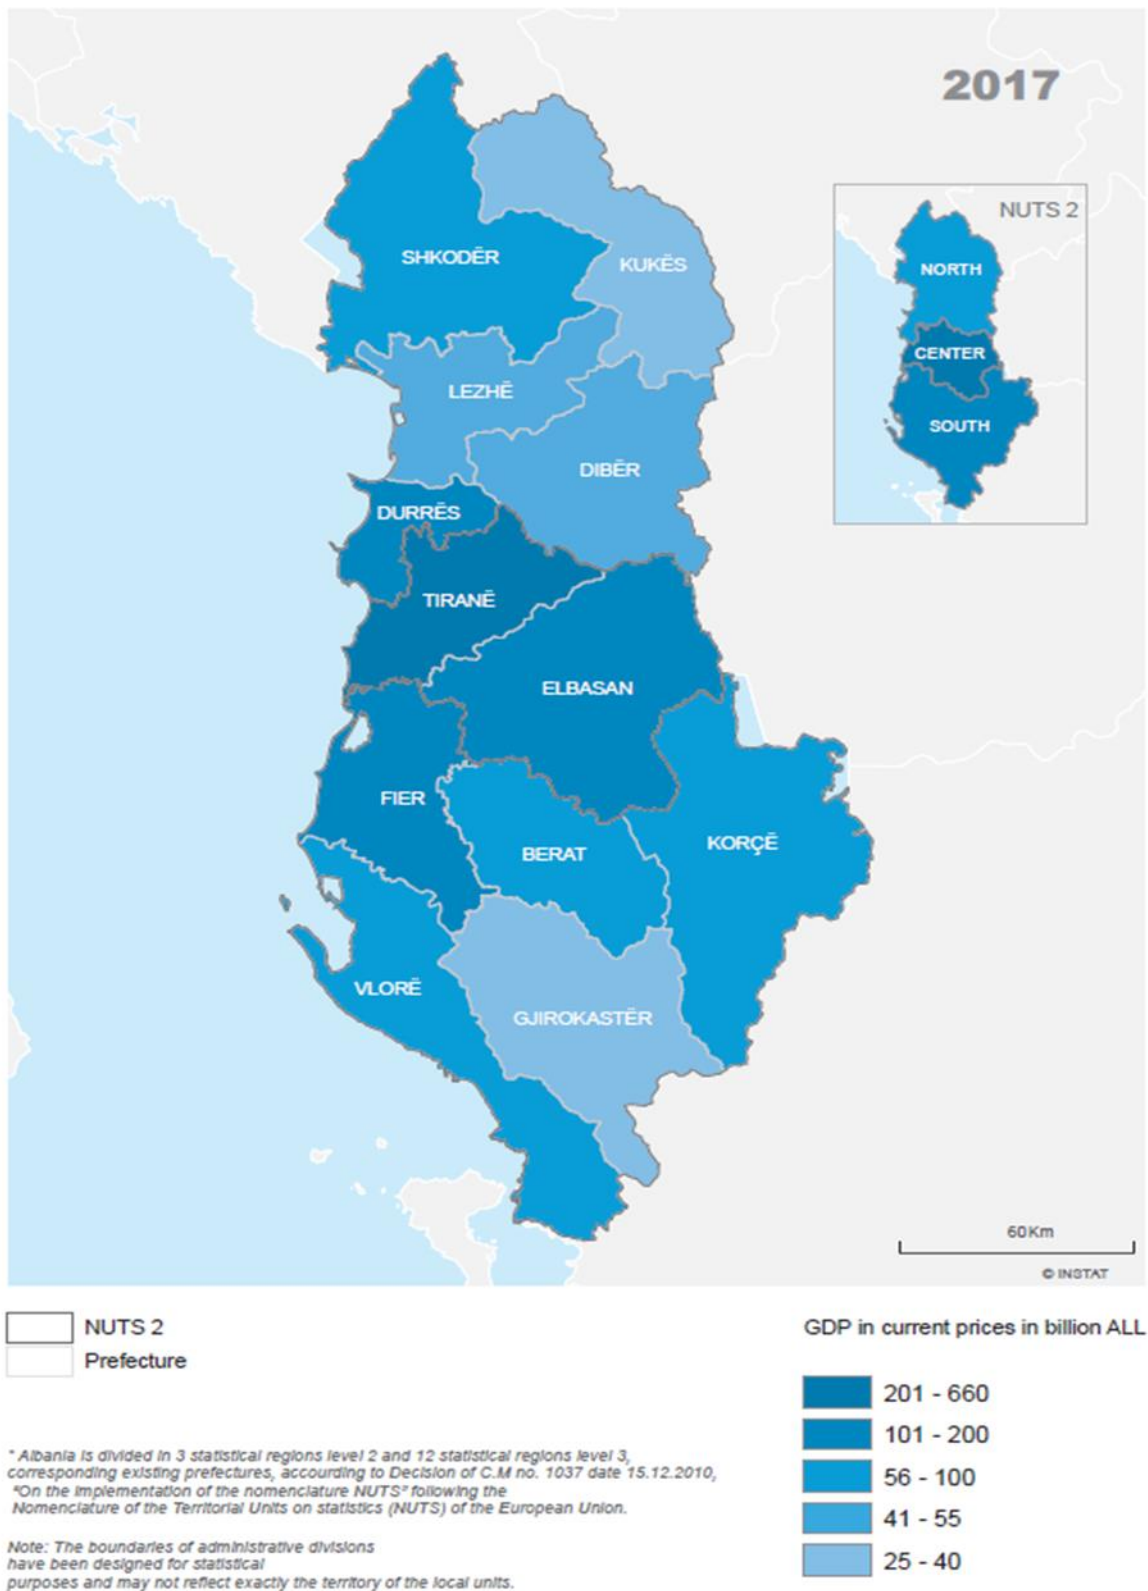 2017
NUTS 2
NORTH
CENTER
SOUTH
SHKODËR
KUKËS
LEZHË
DIBËR
DURRËS
TIRANË
ELBASAN
FIER
BERAT
KORÇË
VLORË
GJIROKASTËR
60Km
© INSTAT
NUTS 2
Prefecture
GDP in current prices in billion ALL
201 - 660
101 - 200
56 - 100
41 - 55
25 - 40
* Albania is divided in 3 statistical regions level 2 and 12 statistical regions level 3,
corresponding existing prefectures, accourding to Decision of C.M no. 1037 date 15.12.2010,
"On the implementation of the nomenclature NUTS" following the
Nomenclature of the Territorial Units on statistics (NUTS) of the European Union.
Note: The boundaries of administrative divisions
have been designed for statistical
purposes and may not reflect exactly the territory of the local units.